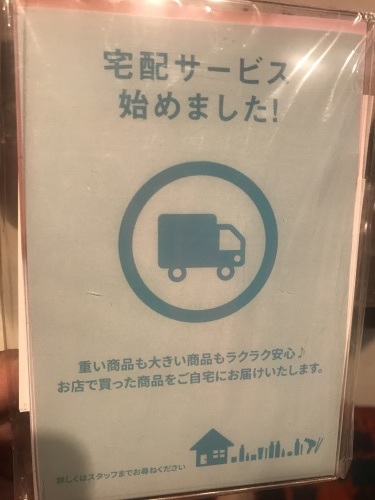 宅配サービス
始めました!
重い商品も大きい商品もラクラク安心♪
お店で買った商品をご自宅にお届けいたします。
詳しくはスタッフまでお尋ねください